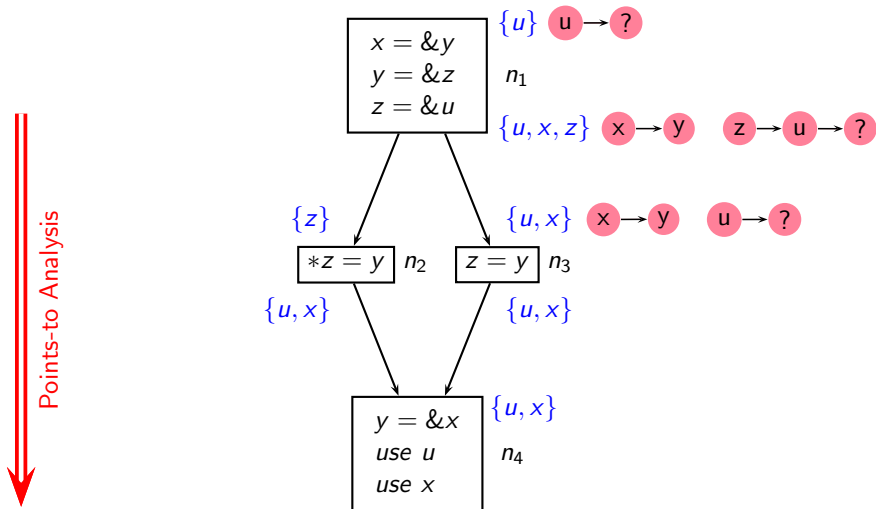 {u} u ?
x = &y
y = &z n₁
z = &u
{u, x, z} x y z u ?
{z} {u, x} x y u ?
*z = y n₂ z = y n₃
{u, x} {u, x}
{u, x}
y = &x
use u n₄
use x
Points-to Analysis